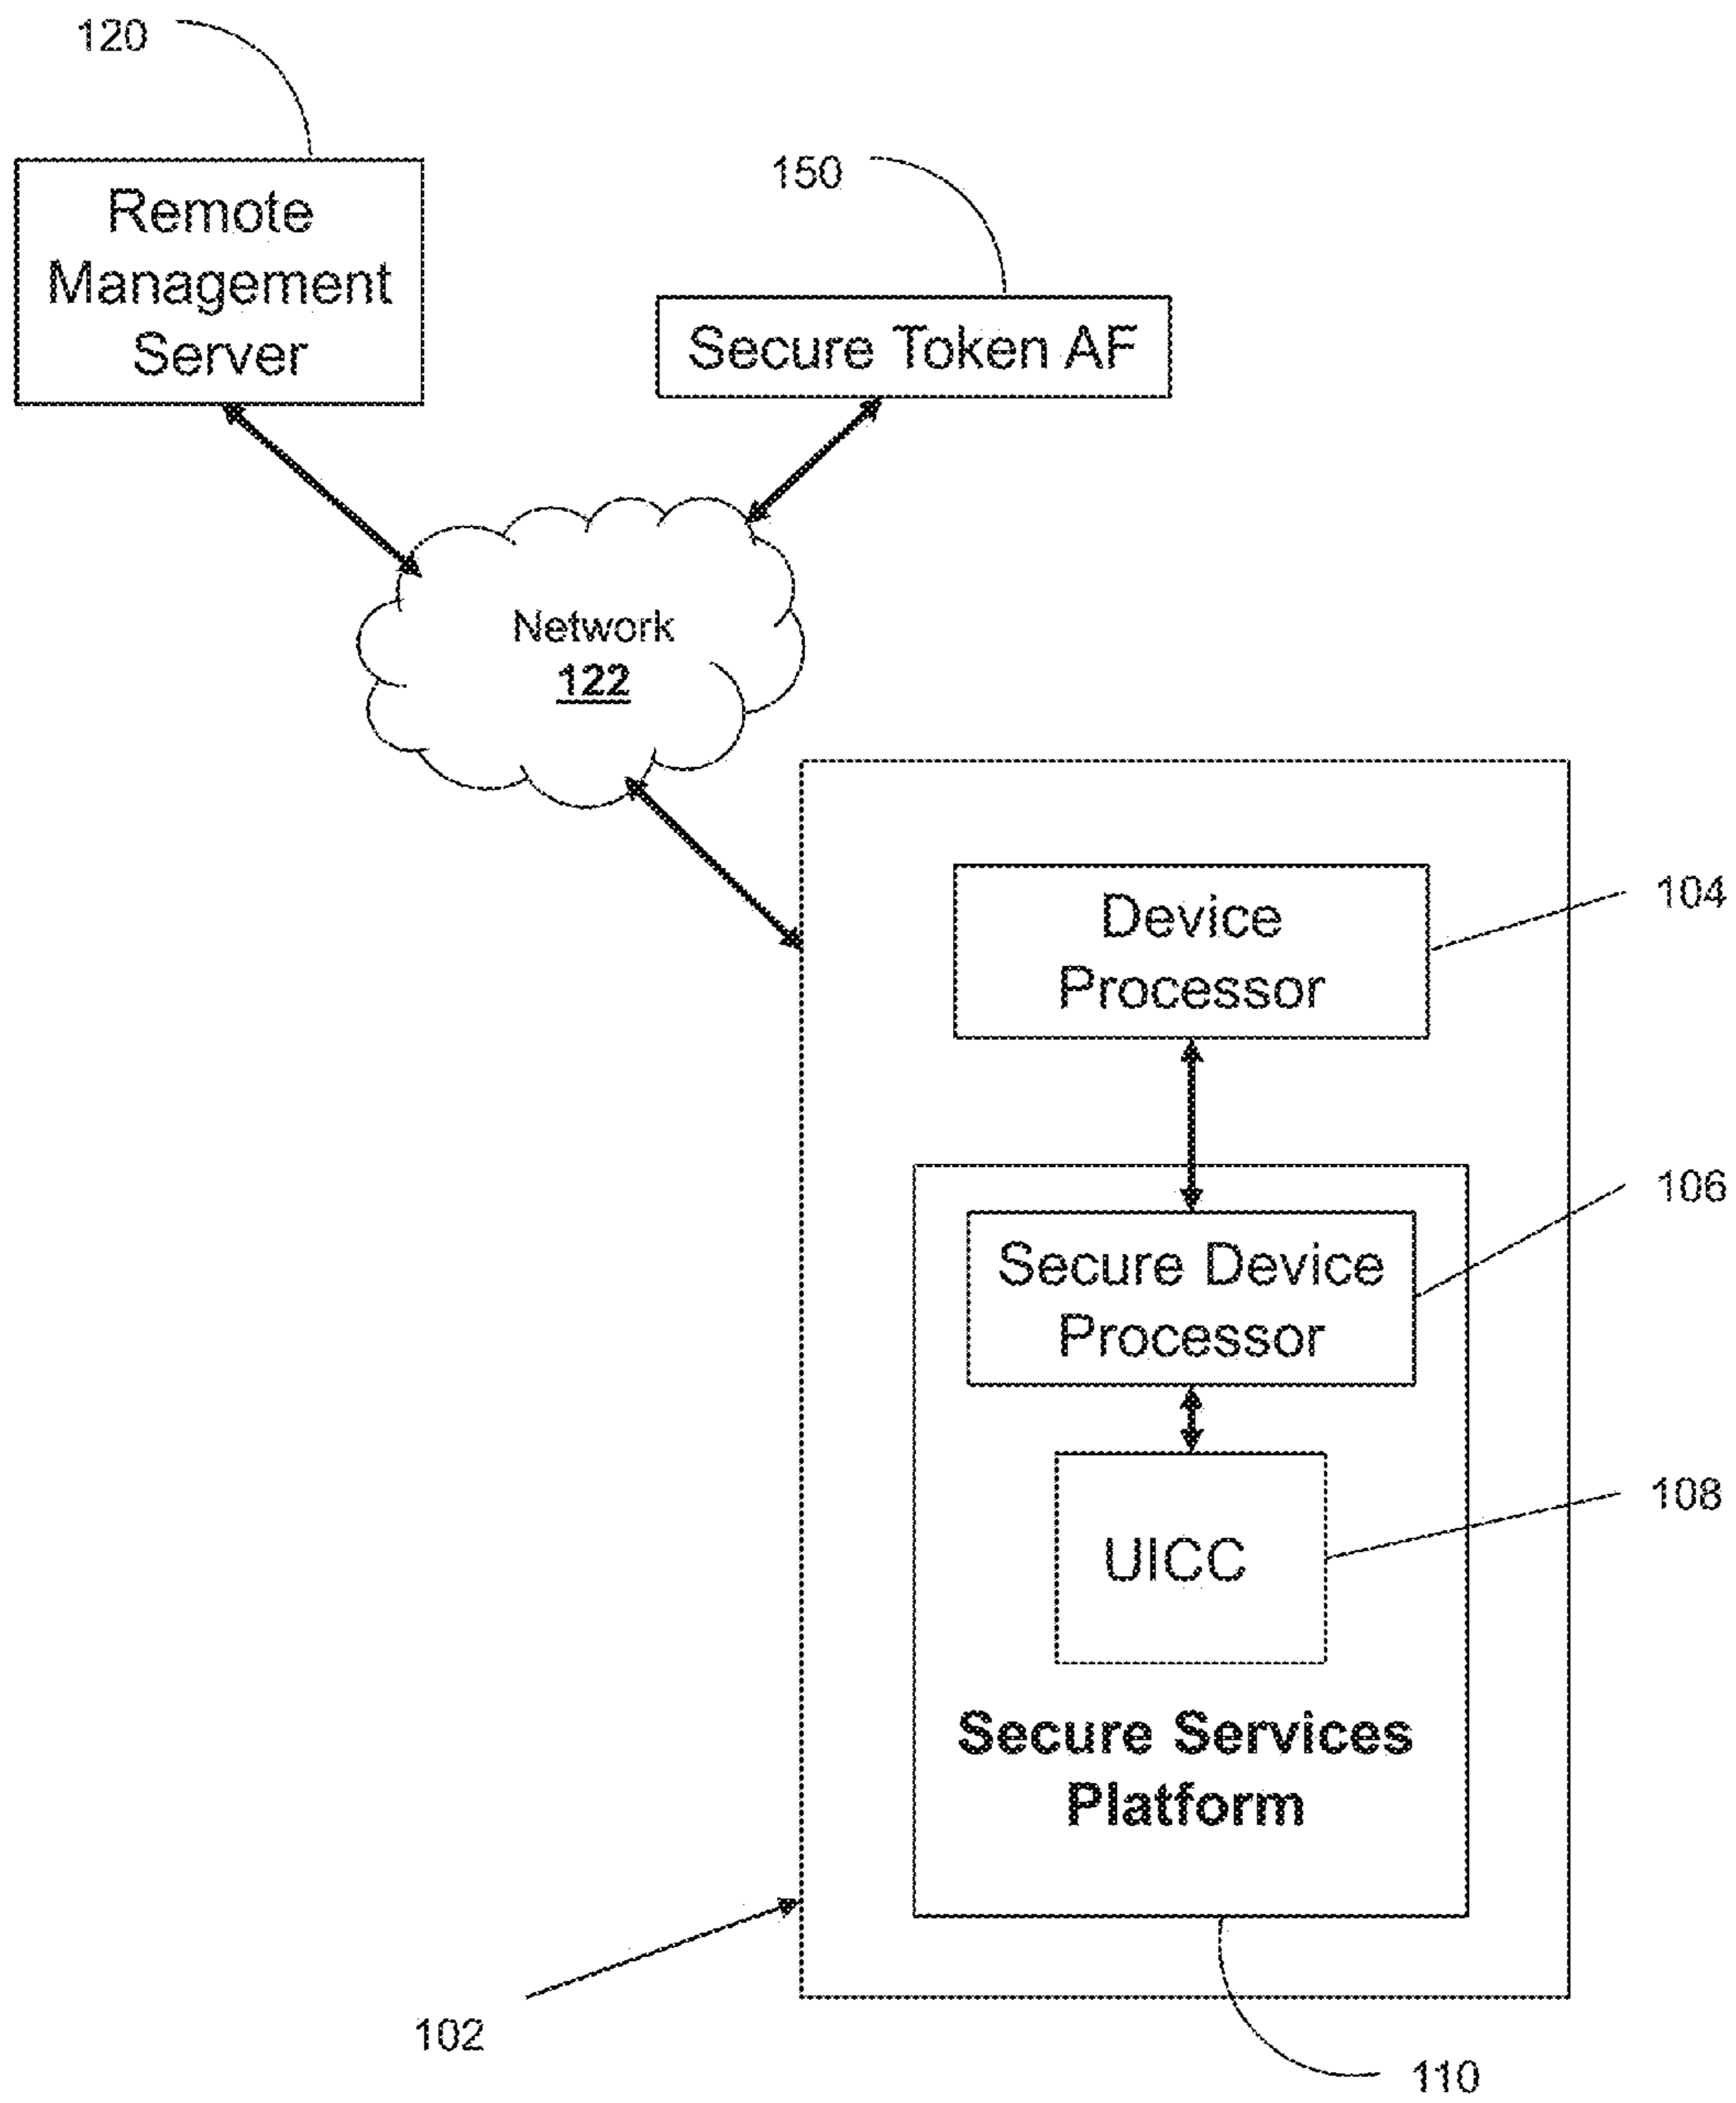 120
Remote
Management
Server
150
Secure Token AF
Network
122
Device
Processor
104
Secure Device
Processor
106
UICC
108
Secure Services
Platform
102
110